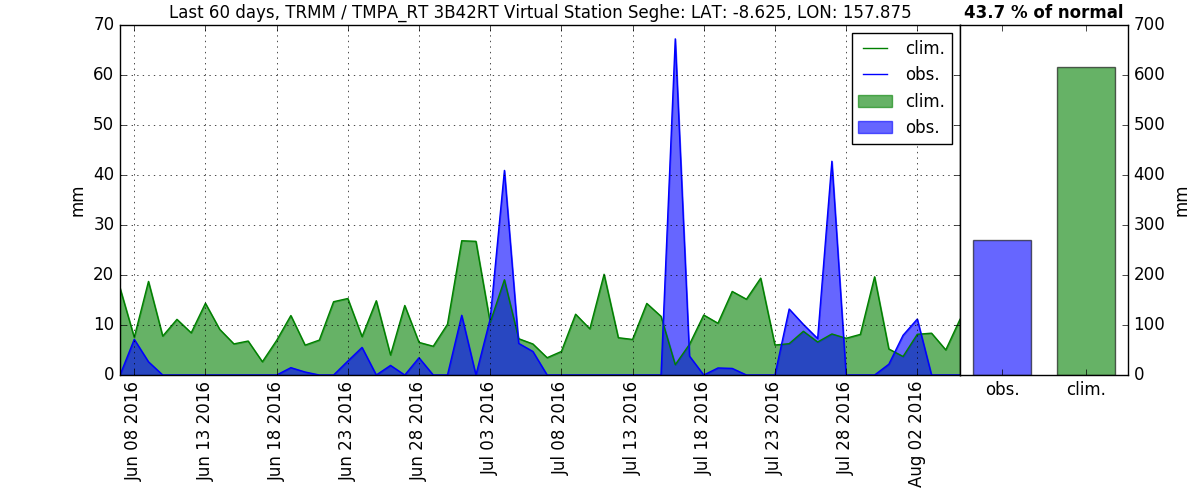 Last 60 days, TRMM / TMPA_RT 3B42RT Virtual Station Seghe: LAT: -8.625, LON: 157.875
43.7 % of normal
70
60
50
40
30
20
10
0
mm
clim.
obs.
clim.
obs.
Jun 08 2016
Jun 13 2016
Jun 18 2016
Jun 23 2016
Jun 28 2016
Jul 03 2016
Jul 08 2016
Jul 13 2016
Jul 18 2016
Jul 23 2016
Jul 28 2016
Aug 02 2016
obs.
clim.
700
600
500
400
300
200
100
0
mm